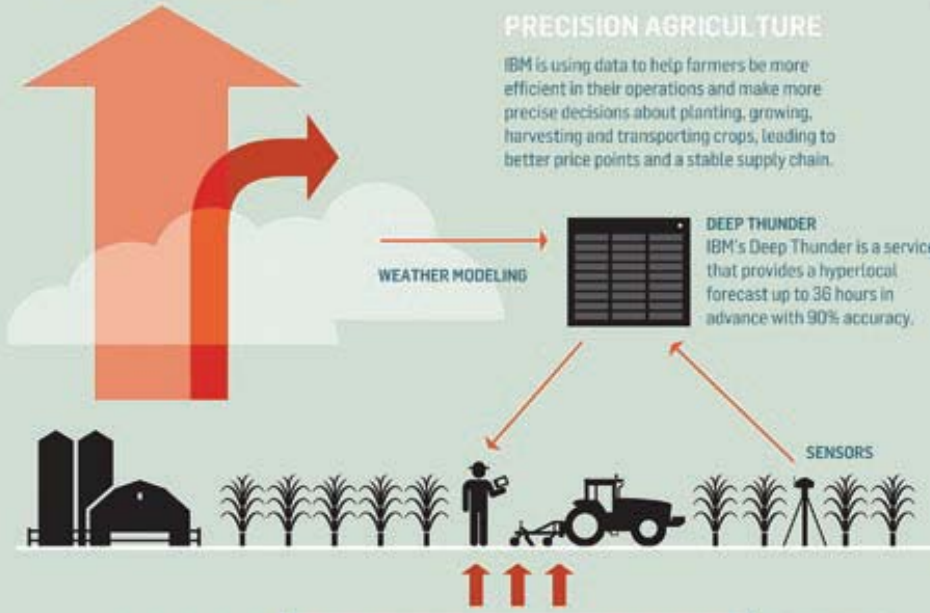 PRECISION AGRICULTURE
IBM is using data to help farmers be more
efficient in their operations and make more
precise decisions about planting, growing,
harvesting and transporting crops, leading to
better price points and a stable supply chain.
WEATHER MODELING
DEEP THUNDER
IBM's Deep Thunder is a service
that provides a hyperlocal
forecast up to 36 hours in
advance with 90% accuracy.
SENSORS